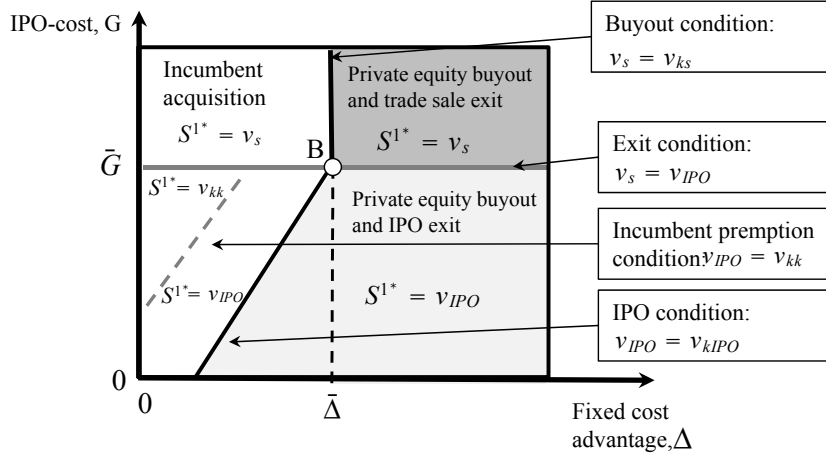 IPO-cost, G
Buyout condition:
v_s = v_ks
Incumbent
acquisition
S^1* = v_s
Private equity buyout
and trade sale exit
S^1* = v_s
Exit condition:
v_s = v_IPO
Ḡ
B
S^1* = v_kk
Private equity buyout
and IPO exit
Incumbent premption
condition: v_IPO = v_kk
S^1* = v_IPO
S^1* = v_IPO
IPO condition:
v_IPO = v_kIPO
0
0
Δ̄
Fixed cost
advantage, Δ